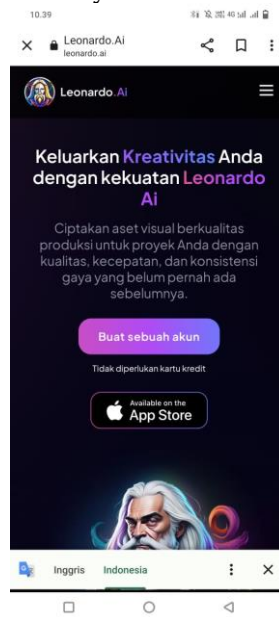 10.39
Leonardo.Ai
leonardo.ai
Leonardo.Ai
Keluarkan Kreativitas Anda
dengan kekuatan Leonardo
Ai
Ciptakan aset visual berkualitas
produksi untuk proyek Anda dengan
kualitas, kecepatan, dan konsistensi
gaya yang belum pernah ada
sebelumnya.
Buat sebuah akun
Tidak diperlukan kartu kredit
Available on the
App Store
Inggris Indonesia